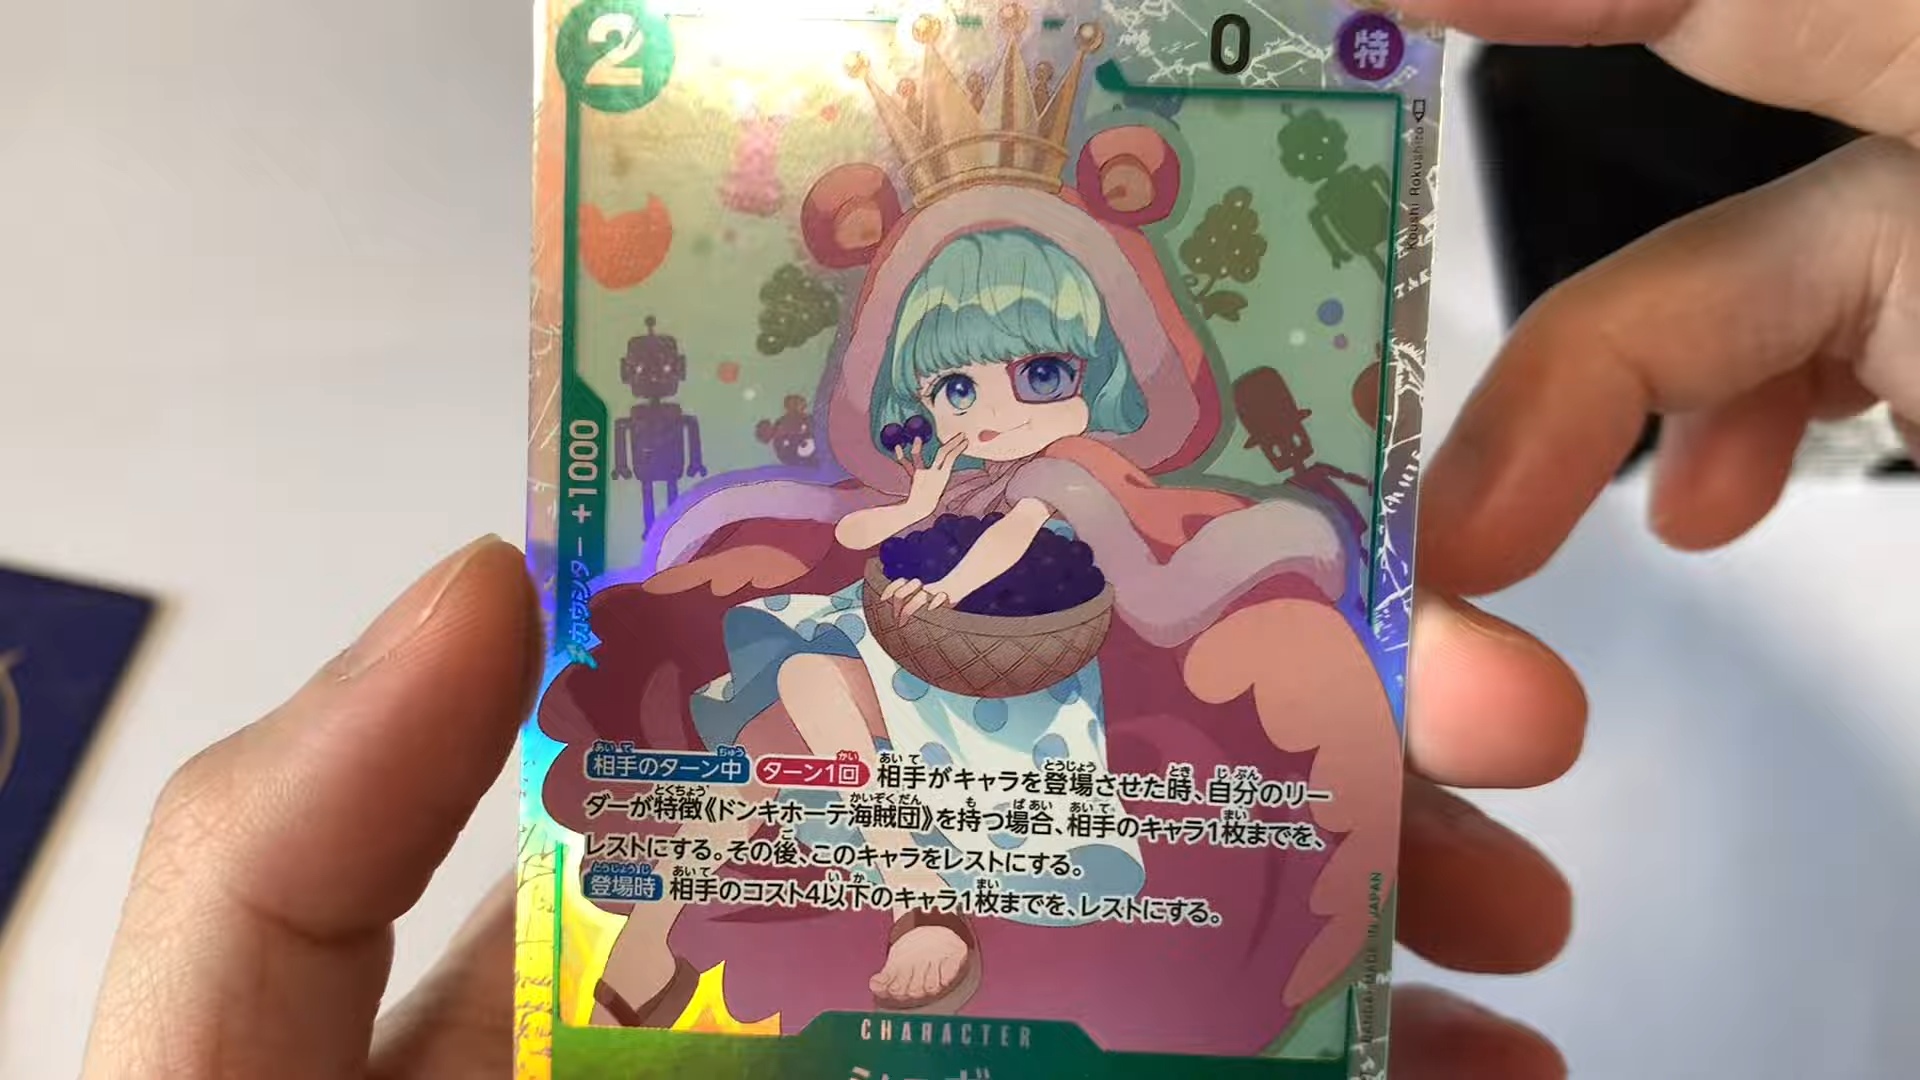 2
0
特
Koushi Rokushiro
カウンター +1000
相手のターン中 ターン1回 相手がキャラを登場させた時、自分のリー
ダーが特徴《ドンキホーテ海賊団》を持つ場合、相手のキャラ1枚までを、
レストにする。その後、このキャラをレストにする。
登場時 相手のコスト4以下のキャラ1枚までを、レストにする。
BANDAI MADE IN JAPAN
CHARACTER